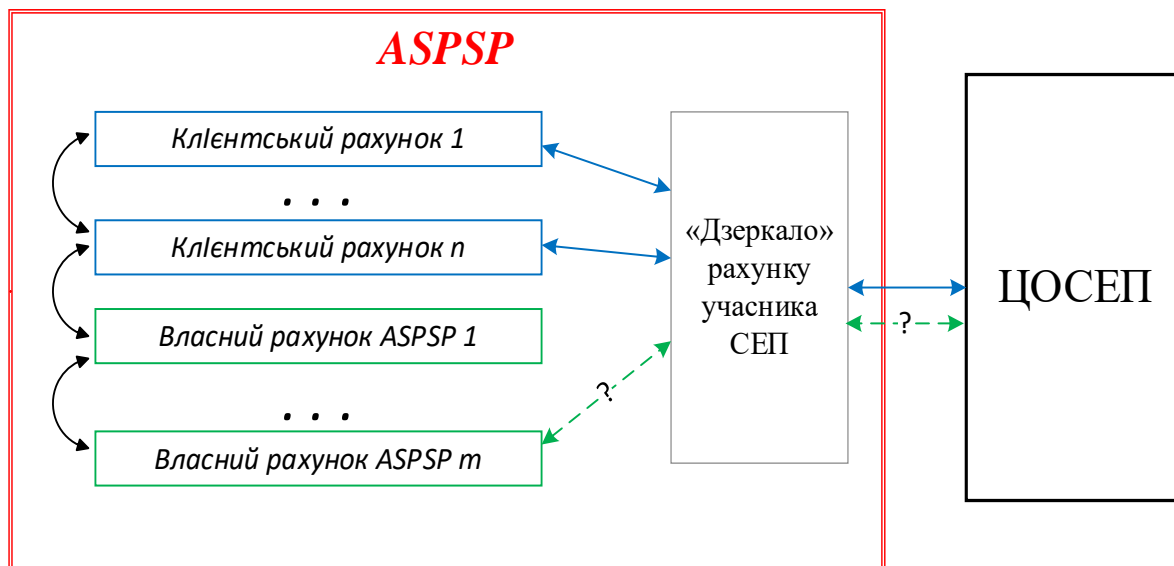 ASPSP
КлІєнтський рахунок 1
. . .
КлІєнтський рахунок n
Власний рахунок ASPSP 1
. . .
Власний рахунок ASPSP m
?
«Дзеркало»
рахунку
учасника
СЕП
?
ЦОСЕП